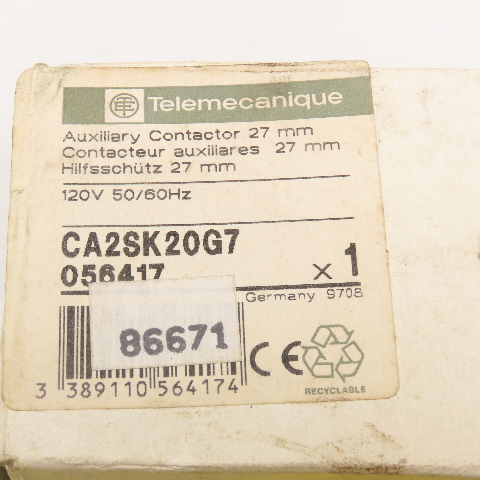 Telemecanique
Auxiliary Contactor 27 mm
Contacteur auxiliares 27 mm
Hilfsschütz 27 mm
120V 50/60Hz
CA2SK20G7
056417
x 1
Germany 9708
86671
CE
3 389110 564174
RECYCLABLE